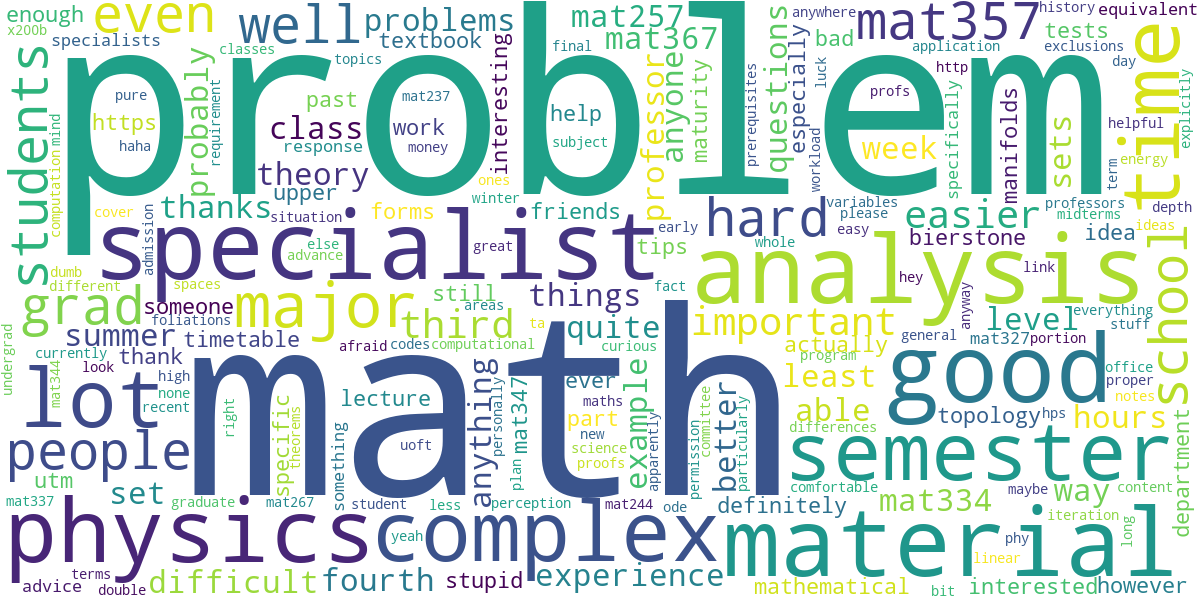 problem
math
specialist
analysis
physics
complex
material
good
semester
time
major
lot
people
students
school
hard
mat357
well
even
grad
third
important
things
class
theory
work
problems
textbook
mat257
mat367
enough
x200b
specialists
classes
topics
final
interesting
anyone
professor
maturity
questions
especially
bad
anywhere
luck
history
equivalent
tests
application
exclusions
day
http
profs
explicitly
pure
https
haha
probably
requirement
past
mat237
help
subject
money
response
prerequisites
workload
week
specifically
manifolds
sets
helpful
energy
term
mind
computation
upper
thanks
cover
admission
situation
forms
winter
ones
friends
early
variables
please
easy
easier
professors
midterms
ideas
depth
bierstone
idea
else
advance
great
tips
whole
hey
link
dumb
different
spaces
someone
foliations
still
areas
fact
anyway
level
everything
stuff
summer
timetable
quite
ta
actually
general
mat327
portion
undergrad
currently
thank
afraid
codes
computational
curious
program
look
high
mat344
none
recent
right
lecture
anything
personally
mat347
ever
maths
part
new
science
proofs
example
apparently
better
least
able
differences
topology
hps
office
proper
hours
notes
uoft
specific
theorems
something
plan
permission
committee
particularly
comfortable
maybe
content
department
utm
set
mat337
graduate
mat267
student
less
perception
mat244
ode
definitely
mat334
way
iteration
long
yeah
phy
linear
advice
terms
double
difficult
fourth
stupid
experience
mathematical
bit
interested
however